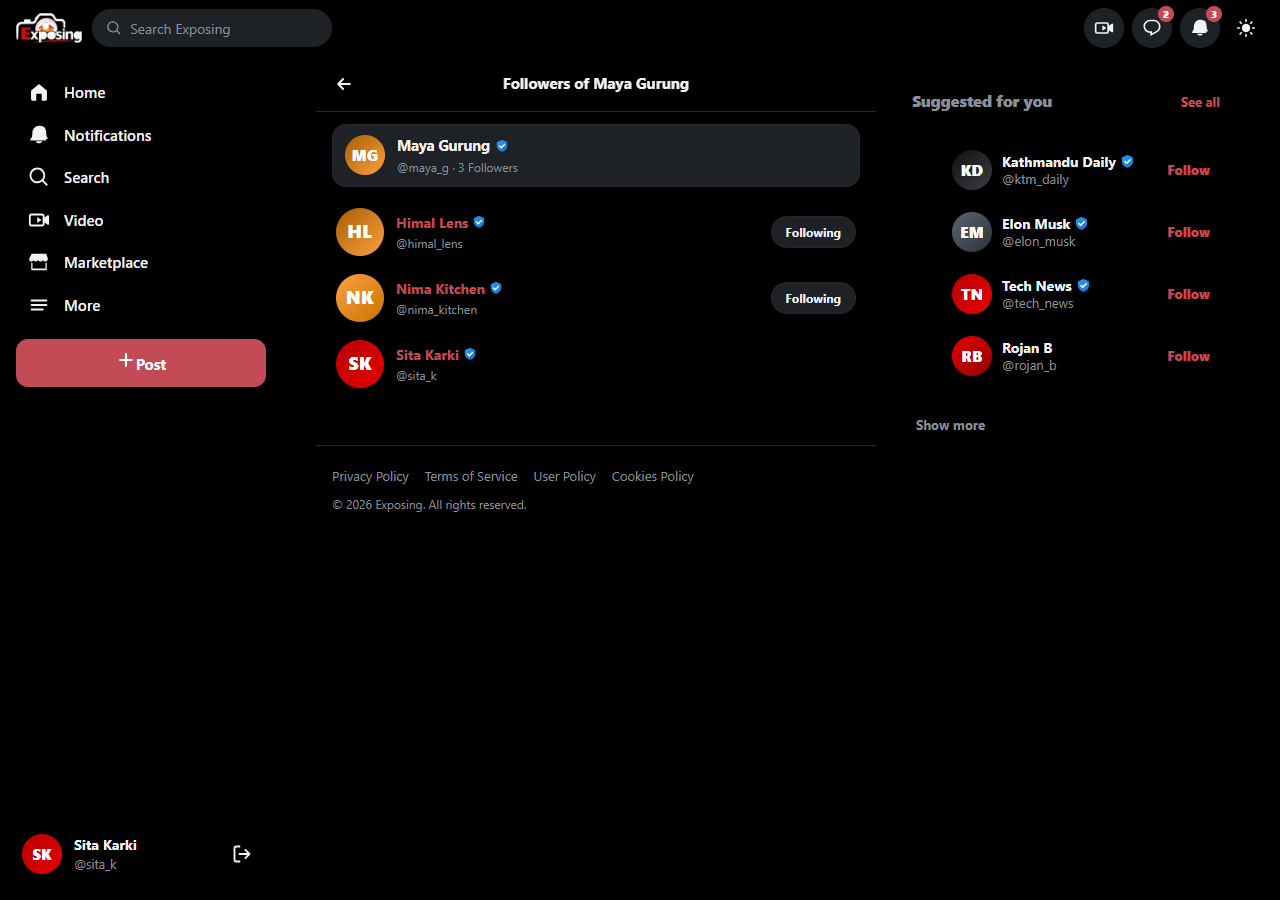 Exposing
Search Exposing
2
3
Home
Notifications
Search
Video
Marketplace
More
+ Post
Followers of Maya Gurung
MG
Maya Gurung
@maya_g · 3 Followers
HL
Himal Lens
@himal_lens
Following
NK
Nima Kitchen
@nima_kitchen
Following
SK
Sita Karki
@sita_k
Privacy Policy Terms of Service User Policy Cookies Policy
© 2026 Exposing. All rights reserved.
Suggested for you
See all
KD
Kathmandu Daily
@ktm_daily
Follow
EM
Elon Musk
@elon_musk
Follow
TN
Tech News
@tech_news
Follow
RB
Rojan B
@rojan_b
Follow
Show more
SK
Sita Karki
@sita_k